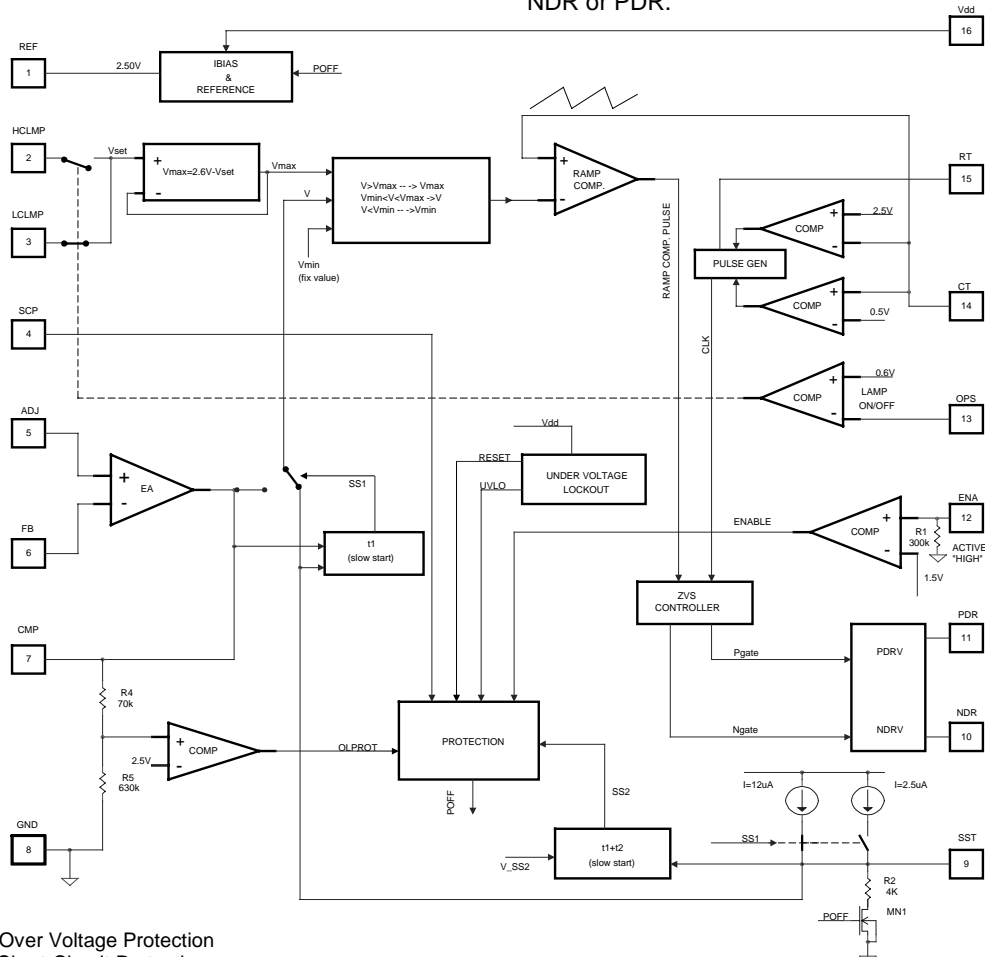 NDR or PDR.
Vdd
16
REF
1
2.50V
IBIAS
&
REFERENCE
POFF
HCLMP
2
Vset
+
Vmax=2.6V-Vset
-
Vmax
V>Vmax -- -> Vmax
Vmin<V<Vmax ->V
V<Vmin -- ->Vmin
V
Vmin
(fix value)
+
RAMP
COMP.
-
RT
15
LCLMP
3
+
2.5V
COMP
-
PULSE GEN
RAMP COMP. PULSE
CLK
CT
14
+
COMP
-
0.5V
SCP
4
+
0.6V
COMP
LAMP
ON/OFF
-
OPS
13
ADJ
5
+
EA
-
FB
6
SS1
t1
(slow start)
Vdd
RESET
UVLO
UNDER VOLTAGE
LOCKOUT
ENABLE
+
COMP
-
ENA
12
R1
300k
ACTIVE
"HIGH"
1.5V
ZVS
CONTROLLER
CMP
7
PDR
11
Pgate
PDRV
Ngate
NDRV
NDR
10
R4
70k
+
COMP
2.5V
-
OLPROT
PROTECTION
R5
630k
POFF
SS2
I=12uA
I=2.5uA
GND
8
V_SS2
t1+t2
(slow start)
SS1
SST
9
R2
4K
POFF
MN1
Over Voltage Protection